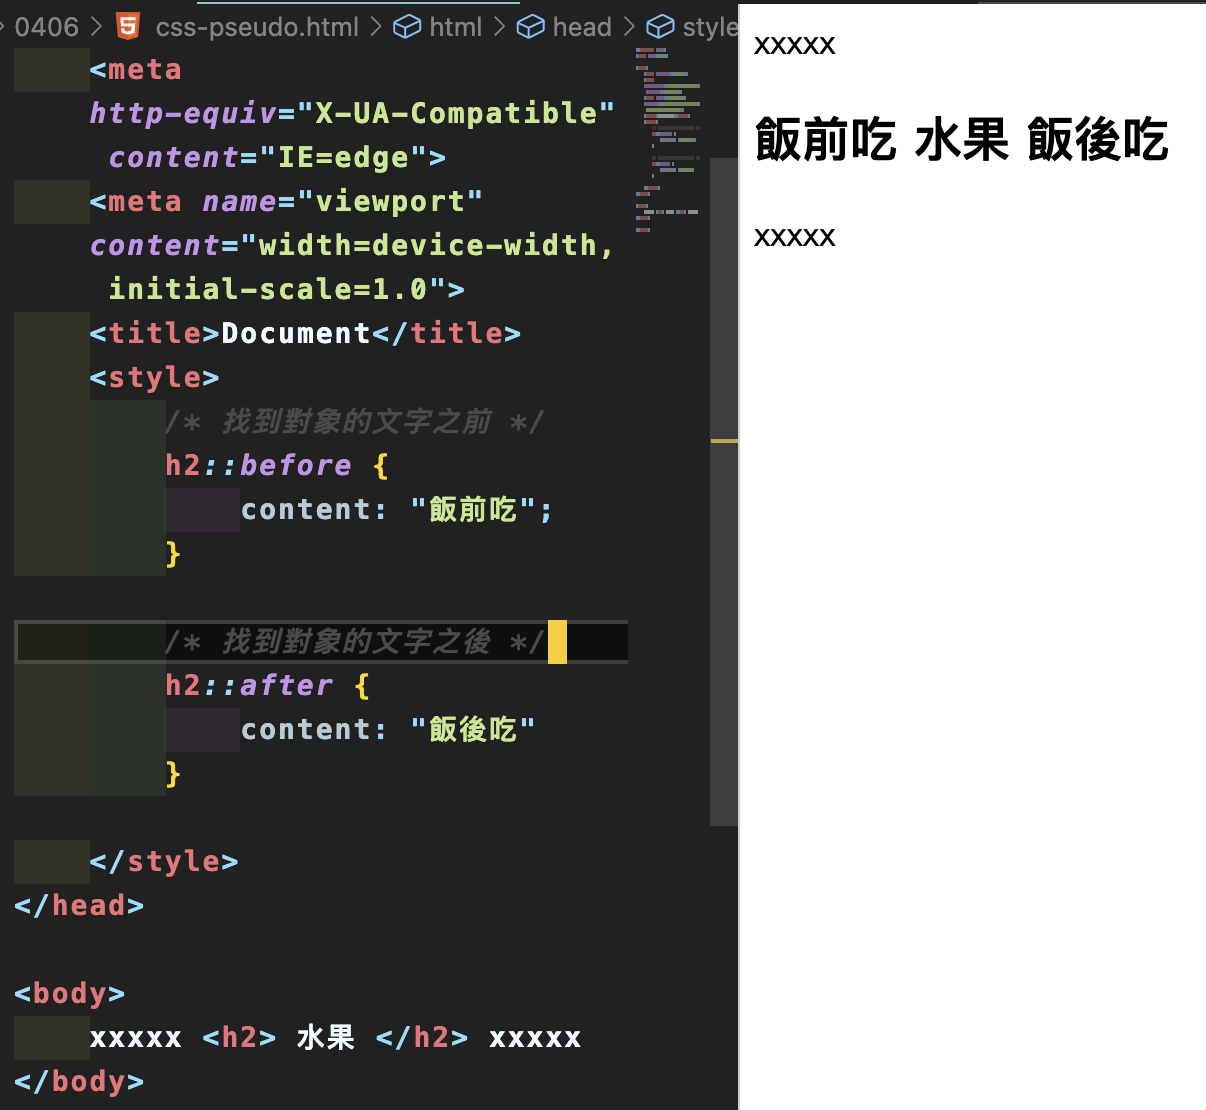 0406 > css-pseudo.html > html > head > style
<meta
http-equiv="X-UA-Compatible"
content="IE=edge">
<meta name="viewport"
content="width=device-width,
initial-scale=1.0">
<title>Document</title>
<style>
/* 找到對象的文字之前 */
h2::before {
content: "飯前吃";
}
/* 找到對象的文字之後 */
h2::after {
content: "飯後吃"
}
</style>
</head>
<body>
xxxxx <h2> 水果 </h2> xxxxx
</body>
xxxxx
飯前吃 水果 飯後吃
xxxxx